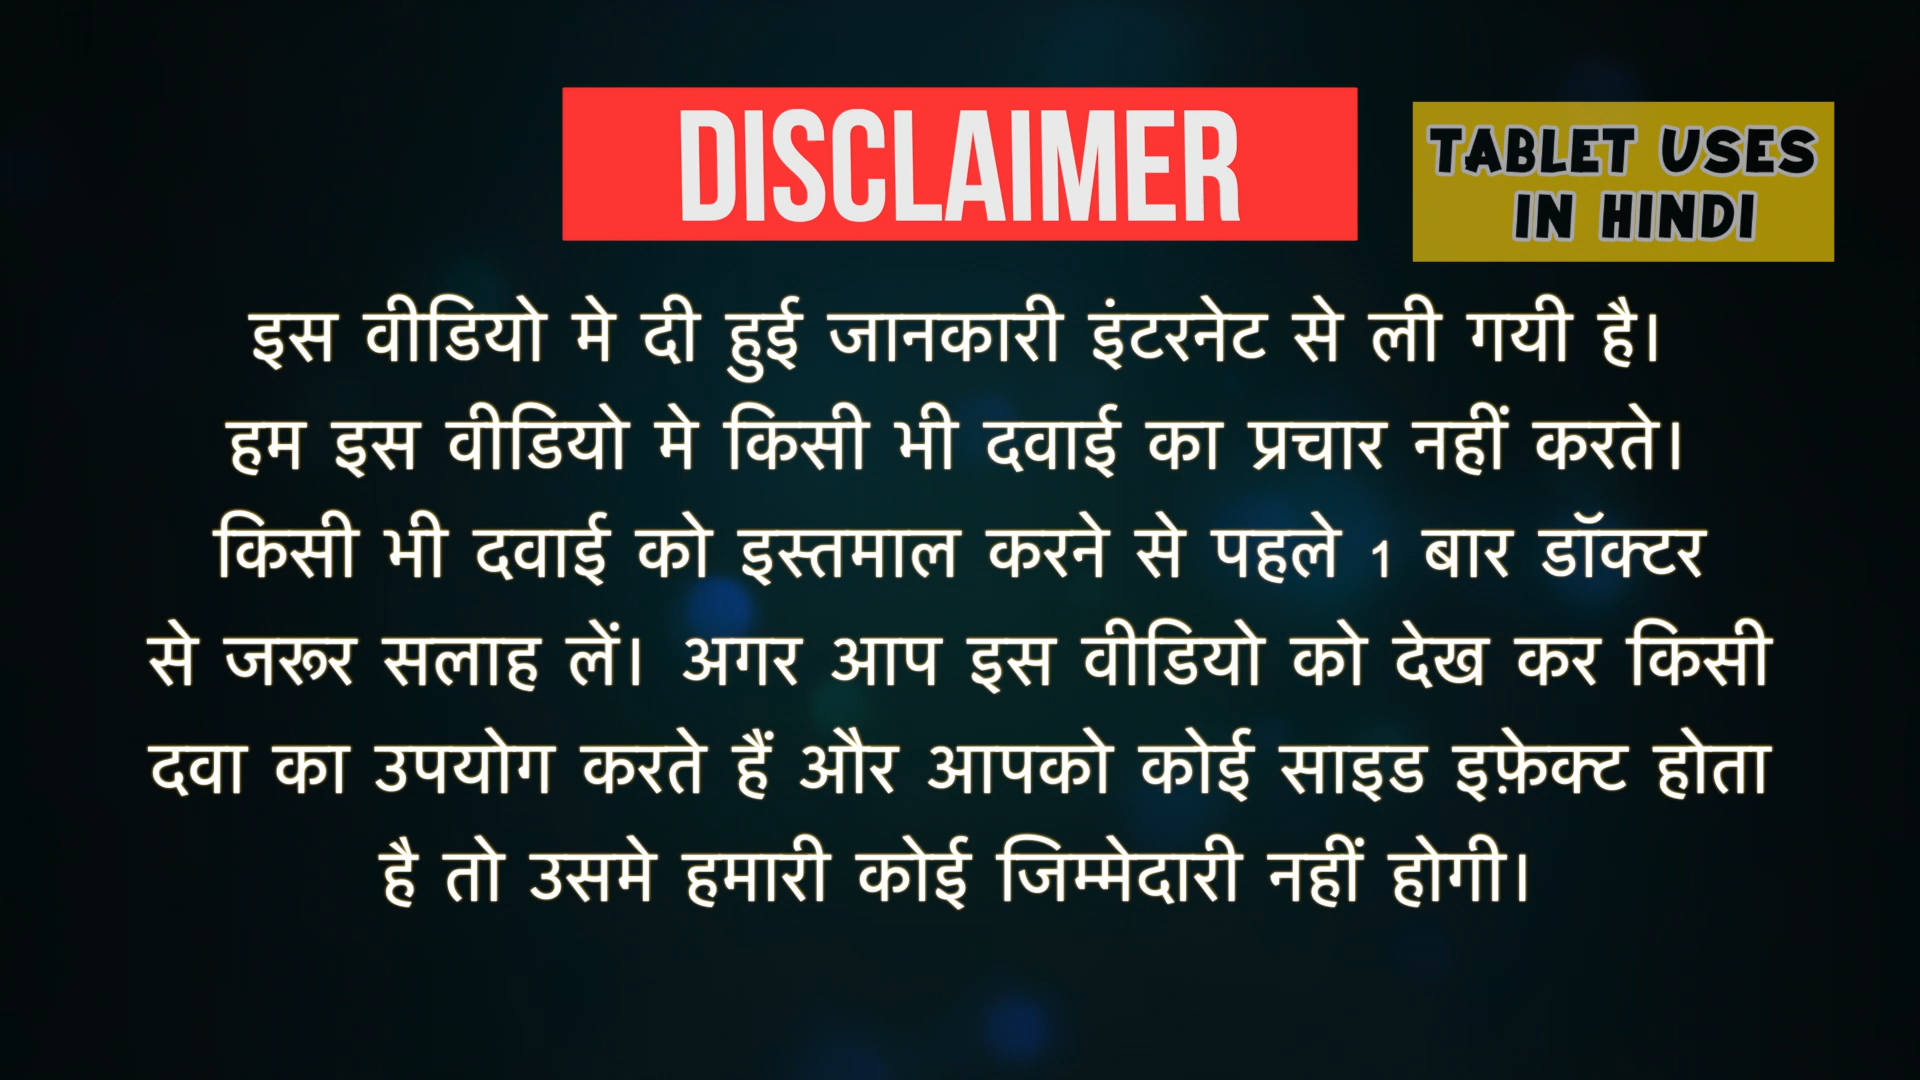 DISCLAIMER
TABLET USES
IN HINDI
इस वीडियो मे दी हुई जानकारी इंटरनेट से ली गयी है।
हम इस वीडियो मे किसी भी दवाई का प्रचार नहीं करते।
किसी भी दवाई को इस्तमाल करने से पहले 1 बार डॉक्टर
से जरूर सलाह लें। अगर आप इस वीडियो को देख कर किसी
दवा का उपयोग करते हैं और आपको कोई साइड इफ़ेक्ट होता
है तो उसमे हमारी कोई जिम्मेदारी नहीं होगी।